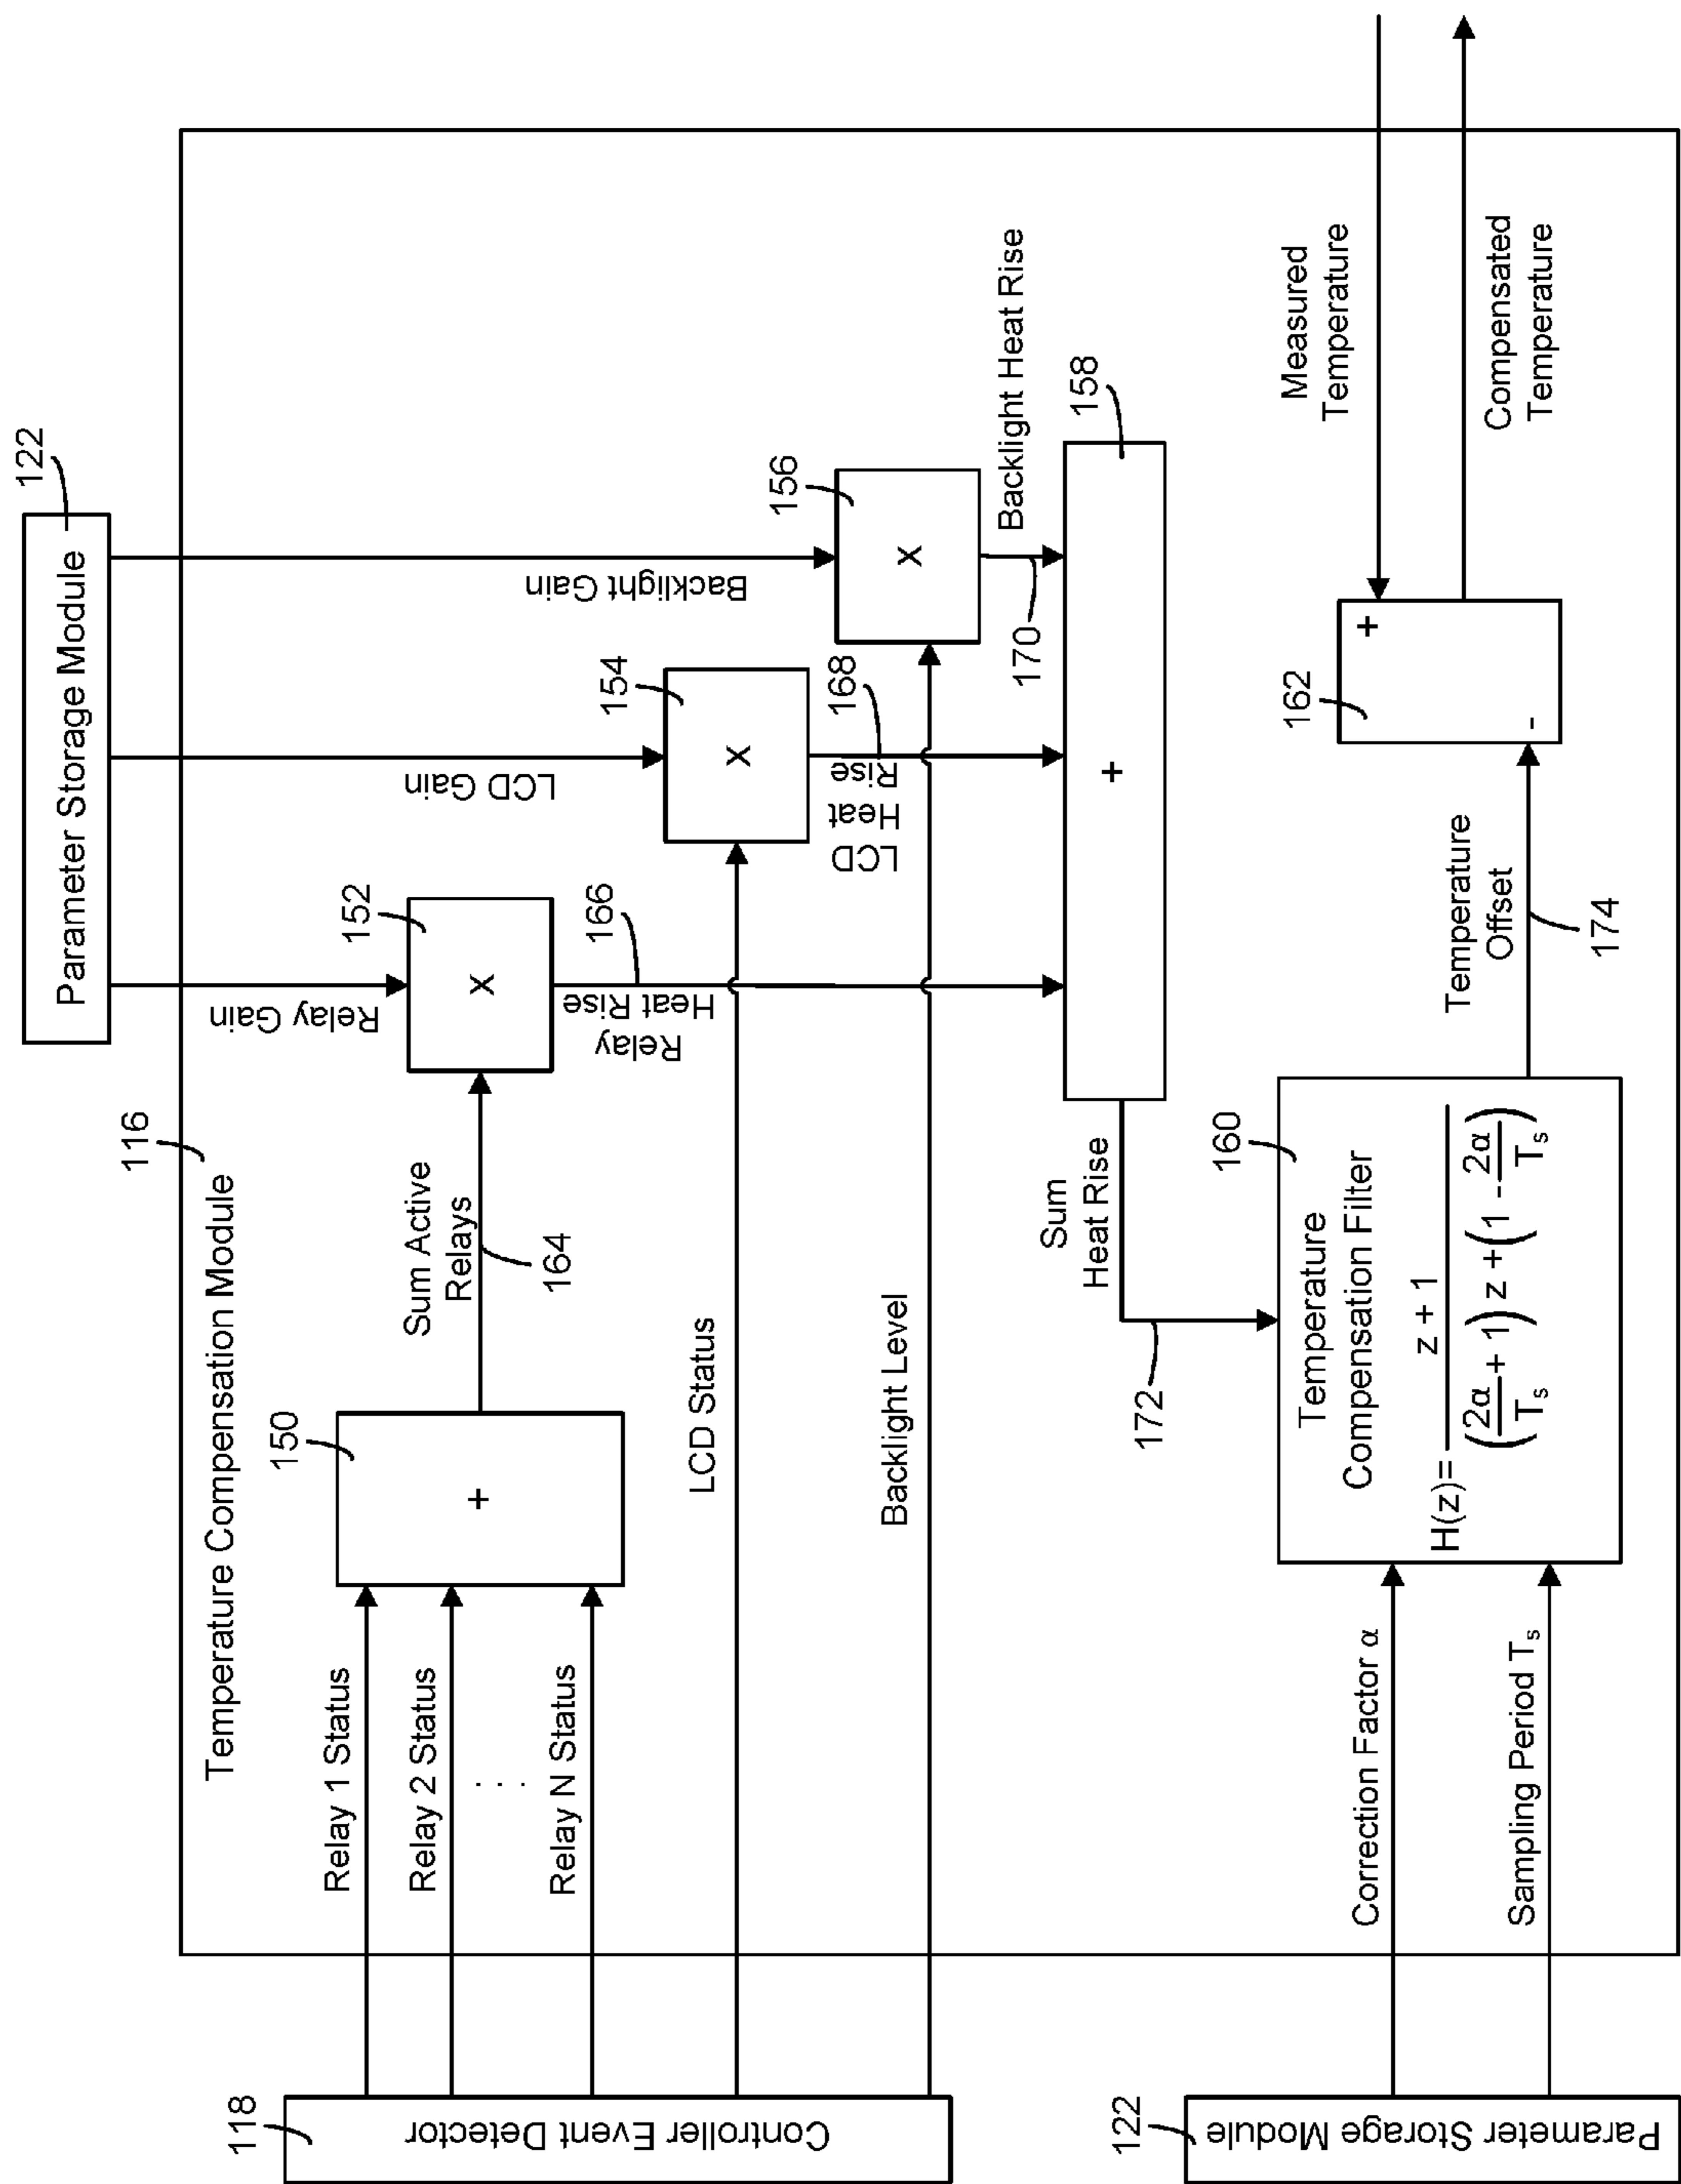 Parameter Storage Module
122
116
Temperature Compensation Module
118
Controller Event Detector
Relay 1 Status
Relay 2 Status
. . .
Relay N Status
150
+
Sum Active
Relays
164
Relay Gain
152
X
166
Relay
Heat Rise
LCD Gain
154
X
168
LCD
Heat
Rise
Backlight Gain
156
X
170
Backlight Heat Rise
LCD Status
Backlight Level
158
+
Sum
Heat Rise
172
122
Parameter Storage Module
Correction Factor α
Sampling Period Ts
160
Temperature
Compensation Filter
H(z)= z + 1
(2α/Ts + 1) z + (1 - 2α/Ts)
Temperature
Offset
174
162
+
-
Measured
Temperature
Compensated
Temperature